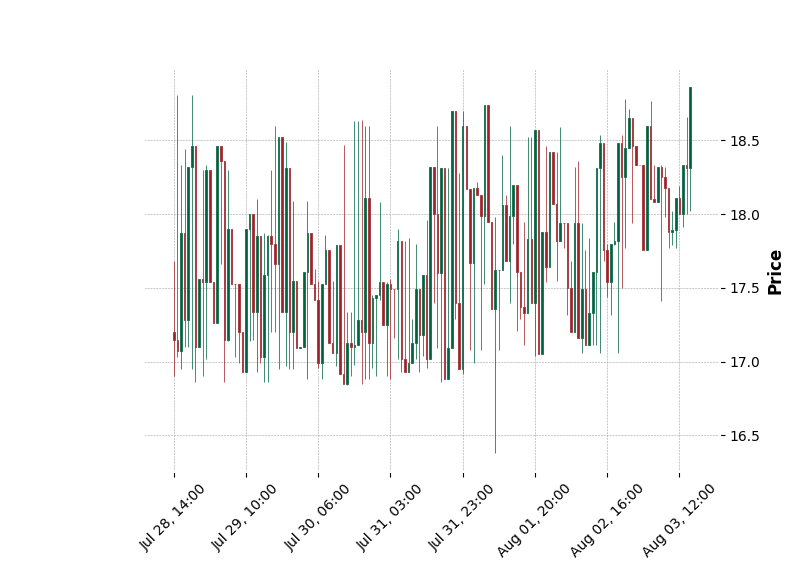 18.5
18.0
17.5
17.0
16.5
Price
Jul 28, 14:00
Jul 29, 10:00
Jul 30, 06:00
Jul 31, 03:00
Jul 31, 23:00
Aug 01, 20:00
Aug 02, 16:00
Aug 03, 12:00